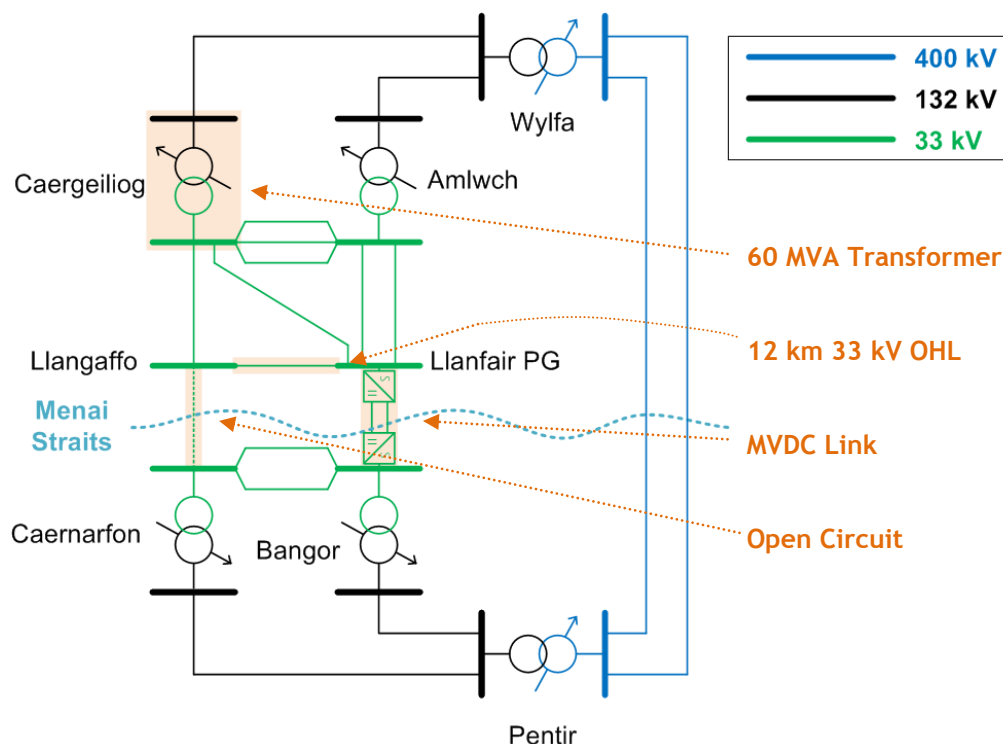 400 kV
132 kV
33 kV
Wylfa
Caergeiliog
Amlwch
60 MVA Transformer
12 km 33 kV OHL
Llangaffo
Llanfair PG
Menai
Straits
MVDC Link
Caernarfon
Bangor
Open Circuit
Pentir